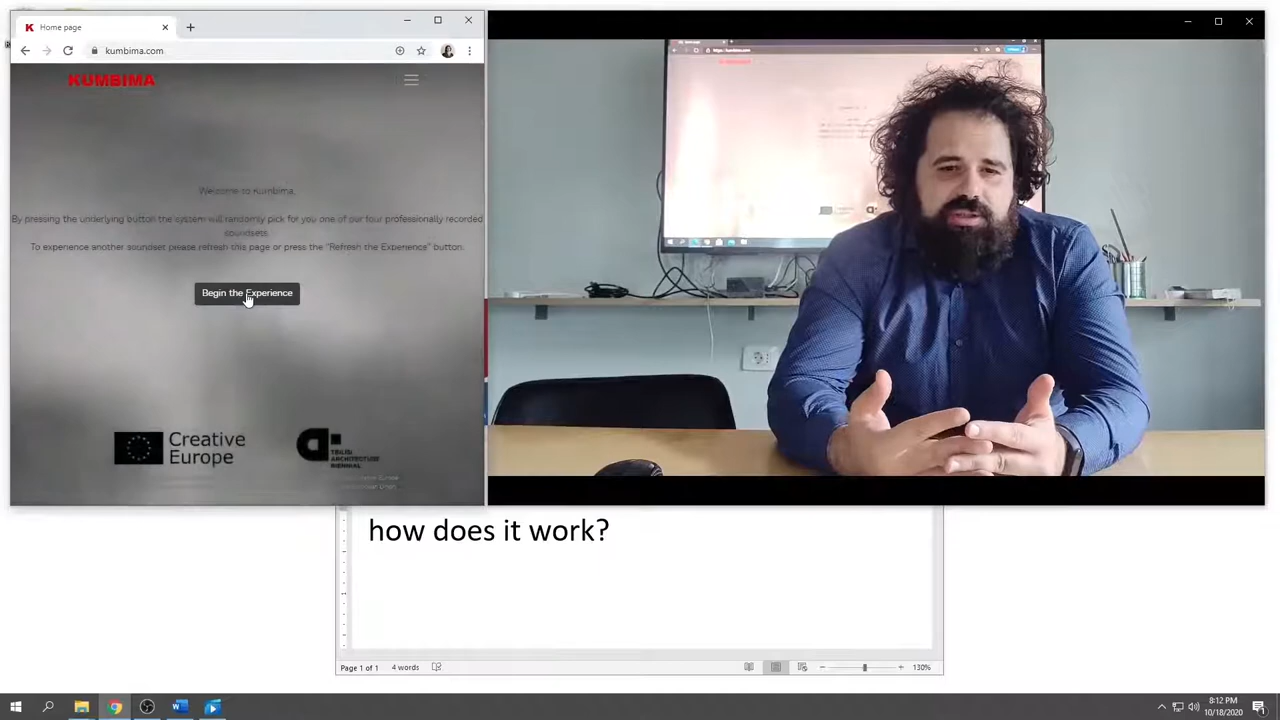 Home page
kumbima.com
KUMBIMA
Welcome to Kumbima,
By pressing the underlying button the system will randomly pick for you one of our four professionally recorded
soundsets.
To experience another soundset please refresh this page or press the "Refresh the Experience" button.
Begin the Experience
Creative
Europe
TBILISI
ARCHITECTURE
BIENNIAL
how does it work?
Page 1 of 1
4 words
130%
8:12 PM
10/18/2020